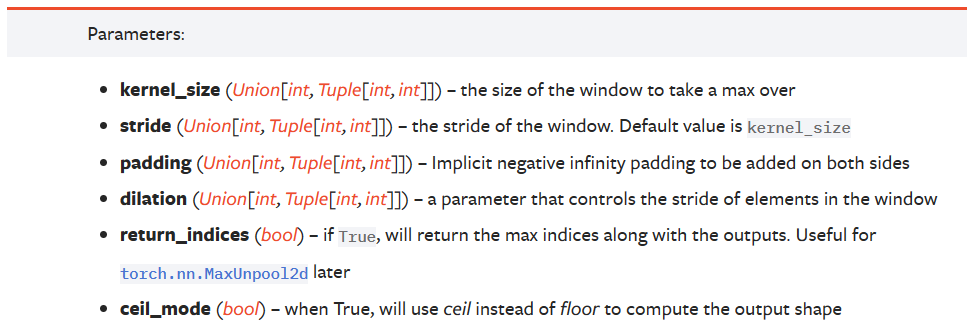 Parameters:
• kernel_size (Union[int, Tuple[int, int]]) – the size of the window to take a max over
• stride (Union[int, Tuple[int, int]]) – the stride of the window. Default value is kernel_size
• padding (Union[int, Tuple[int, int]]) – Implicit negative infinity padding to be added on both sides
• dilation (Union[int, Tuple[int, int]]) – a parameter that controls the stride of elements in the window
• return_indices (bool) – if True, will return the max indices along with the outputs. Useful for
torch.nn.MaxUnpool2d later
• ceil_mode (bool) – when True, will use ceil instead of floor to compute the output shape